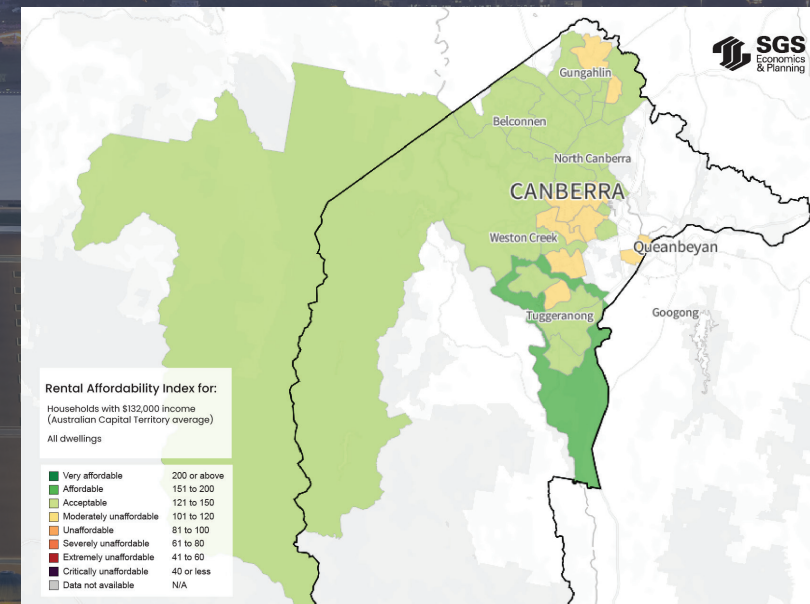 SGS
Economics
& Planning
Gungahlin
Belconnen
North Canberra
CANBERRA
Weston Creek
Queanbeyan
Tuggeranong
Googong
Rental Affordability Index for:
Households with $132,000 income
(Australian Capital Territory average)
All dwellings
Very affordable 200 or above
Affordable 151 to 200
Acceptable 121 to 150
Moderately unaffordable 101 to 120
Unaffordable 81 to 100
Severely unaffordable 61 to 80
Extremely unaffordable 41 to 60
Critically unaffordable 40 or less
Data not available N/A